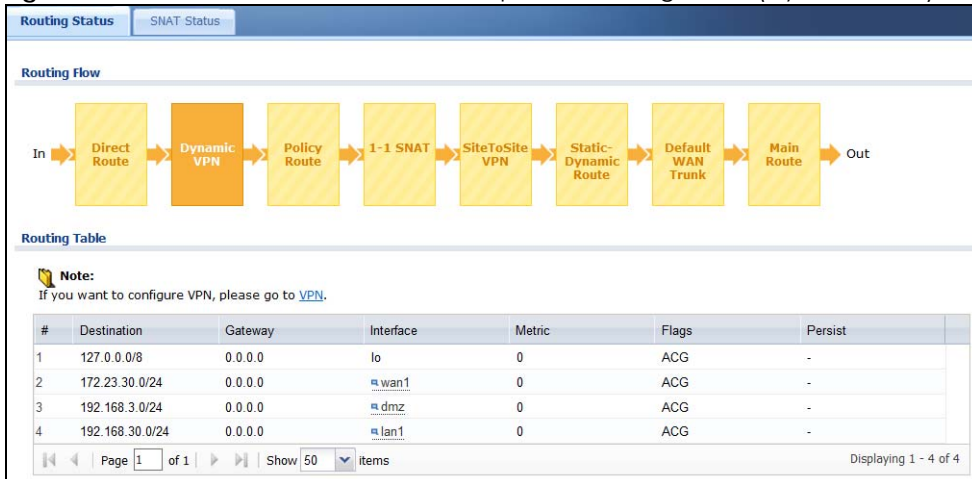 Routing Status SNAT Status
Routing Flow
In Direct Route Dynamic VPN Policy Route 1-1 SNAT SiteToSite VPN Static-Dynamic Route Default WAN Trunk Main Route Out
Routing Table
Note:
If you want to configure VPN, please go to VPN.
# Destination Gateway Interface Metric Flags Persist
1 127.0.0.0/8 0.0.0.0 lo 0 ACG -
2 172.23.30.0/24 0.0.0.0 wan1 0 ACG -
3 192.168.3.0/24 0.0.0.0 dmz 0 ACG -
4 192.168.30.0/24 0.0.0.0 lan1 0 ACG -
Page 1 of 1 Show 50 items Displaying 1 - 4 of 4